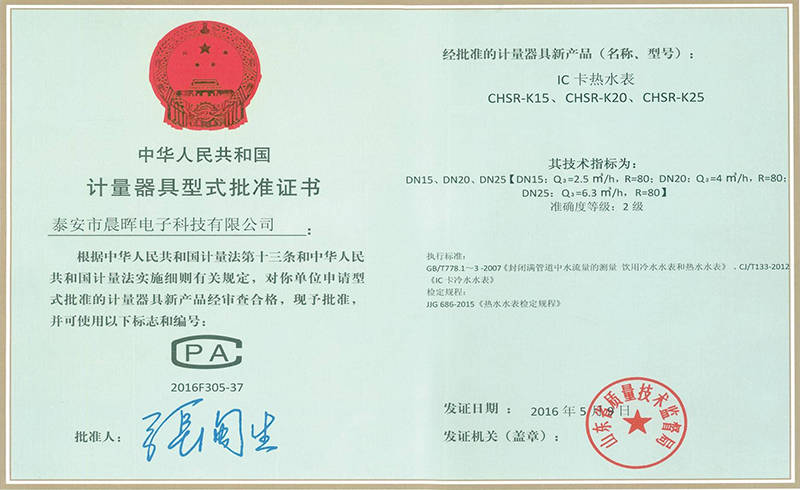 中华人民共和国
计量器具型式批准证书
泰安市晨晖电子科技有限公司 :
根据中华人民共和国计量法第十三条和中华人民
共和国计量法实施细则有关规定,对你单位申请型
式批准的计量器具新产品经审查合格,现予批准,
并可使用以下标志和编号:
CPA
2016F305-37
批准人:
经批准的计量器具新产品(名称、型号):
IC 卡热水表
CHSR-K15、CHSR-K20、CHSR-K25
其技术指标为:
DN15、DN20、DN25【DN15:Q₃=2.5 ㎥/h,R=80;DN20:Q₃=4 ㎥/h,R=80;
DN25:Q₃=6.3 ㎥/h,R=80】
准确度等级:2 级
执行标准:
GB/T778.1~3 -2007《封闭满管道中水流量的测量 饮用冷水水表和热水水表》. CJ/T133-2012
《IC 卡冷水水表》
检定规程:
JJG 686-2015《热水水表检定规程》
发证日期 : 2016 年 5 月 9 日
发证机关(盖章):
山东省质量技术监督局